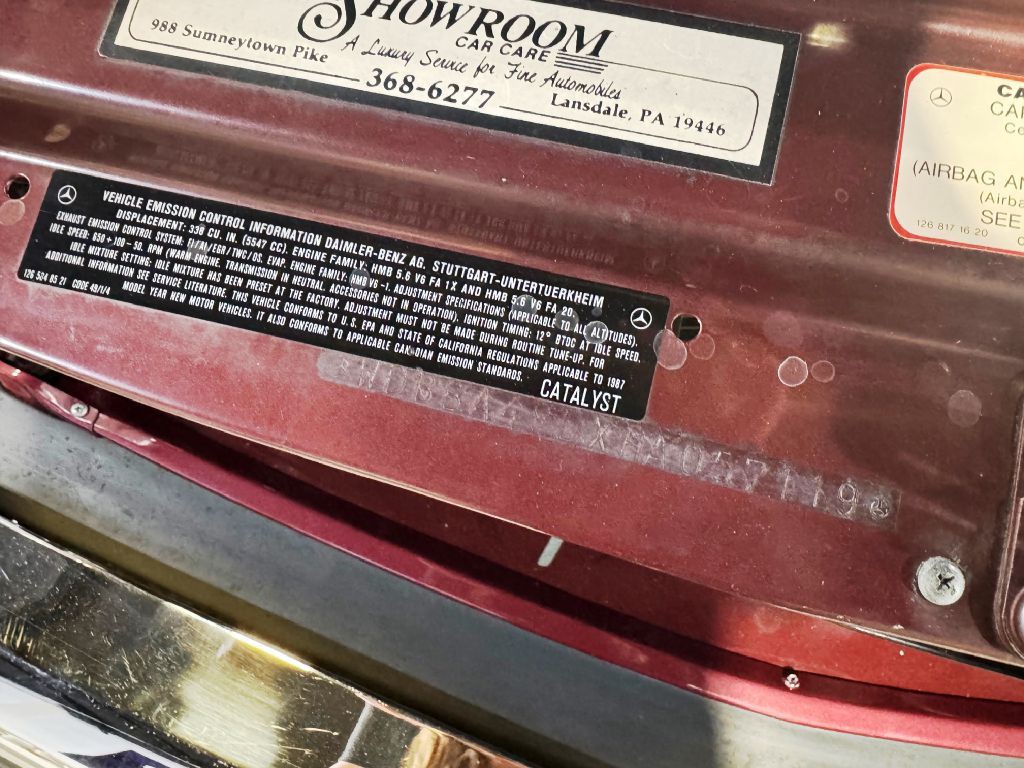 SHOWROOM
CAR CARE
A Luxury Service for Fine Automobiles
988 Sumneytown Pike
368-6277
Lansdale, PA 19446
CA
CA
Co
(AIRBAG AN
(Airba
SEE
126 817 16 20
VEHICLE EMISSION CONTROL INFORMATION DAIMLER-BENZ AG, STUTTGART-UNTERTUERKHEIM
DISPLACEMENT: 338 CU. IN. (5547 CC). ENGINE FAMILY: HMB 5.6 V6 FA 1X AND HMB 5.6 V6 FA 20.
EXHAUST EMISSION CONTROL SYSTEM: EGR/TWC/OS. EVAP. ENGINE FAMILY: HMB V6-1. ADJUSTMENT SPECIFICATIONS (APPLICABLE TO ALL ALTITUDES),
IDLE SPEED: 650+100-50. RPM (WARM ENGINE, TRANSMISSION IN NEUTRAL, ACCESSORIES NOT IN OPERATION). IGNITION TIMING: 12° BTDC AT IDLE SPEED.
IDLE MIXTURE SETTING: IDLE MIXTURE HAS BEEN PRESET AT THE FACTORY. ADJUSTMENT MUST NOT BE MADE DURING ROUTINE TUNE-UP. FOR
ADDITIONAL INFORMATION SEE SERVICE LITERATURE. THIS VEHICLE CONFORMS TO U.S. EPA AND STATE OF CALIFORNIA REGULATIONS APPLICABLE TO 1987
MODEL YEAR NEW MOTOR VEHICLES. IT ALSO CONFORMS TO APPLICABLE CANADIAN EMISSION STANDARDS.
126 584 85 21 CODE
CATALYST